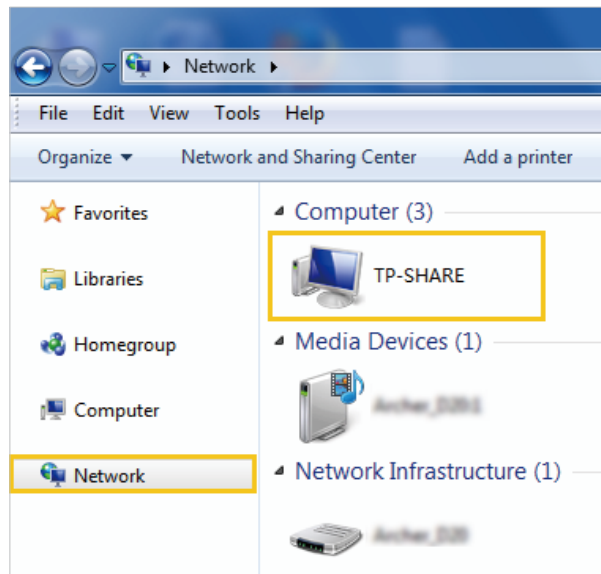 Network
File Edit View Tools Help
Organize Network and Sharing Center Add a printer
Favorites
Libraries
Homegroup
Computer
Network
Computer (3)
TP-SHARE
Media Devices (1)
Network Infrastructure (1)